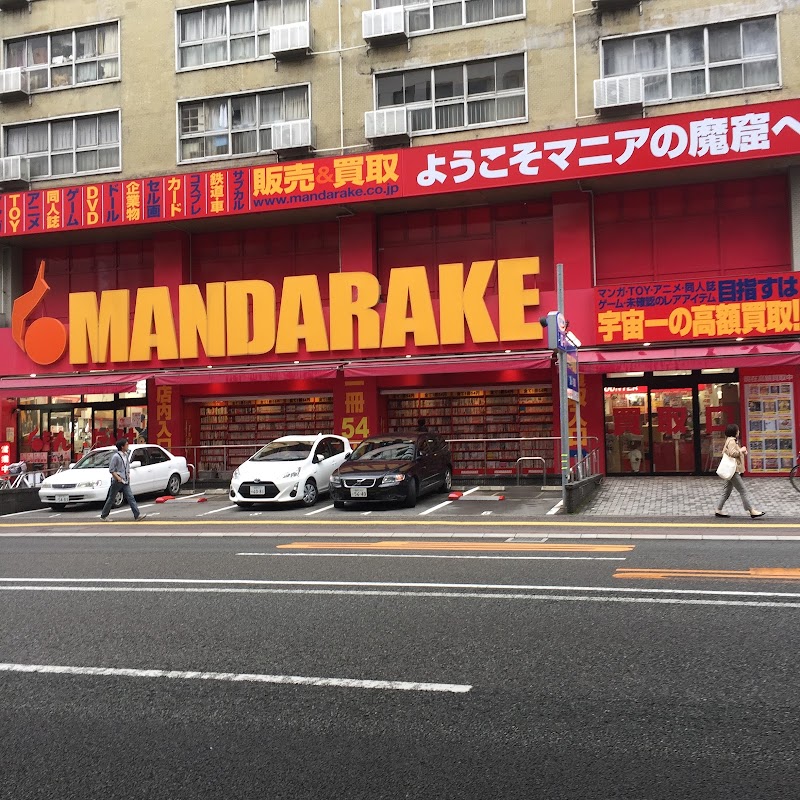 TOY
アニメ
同人誌
ゲーム
DVD
ドール
企業物
セル画
カード
コスプレ
鉄道車
サブカル
販売&買取
www.mandarake.co.jp
ようこそマニアの魔窟へ
MANDARAKE
マンガ・TOY・アニメ・同人誌
ゲーム・未確認のレアアイテム
目指すは
宇宙一の高額買取!
店内入口
一冊54
COUNTER
買取口